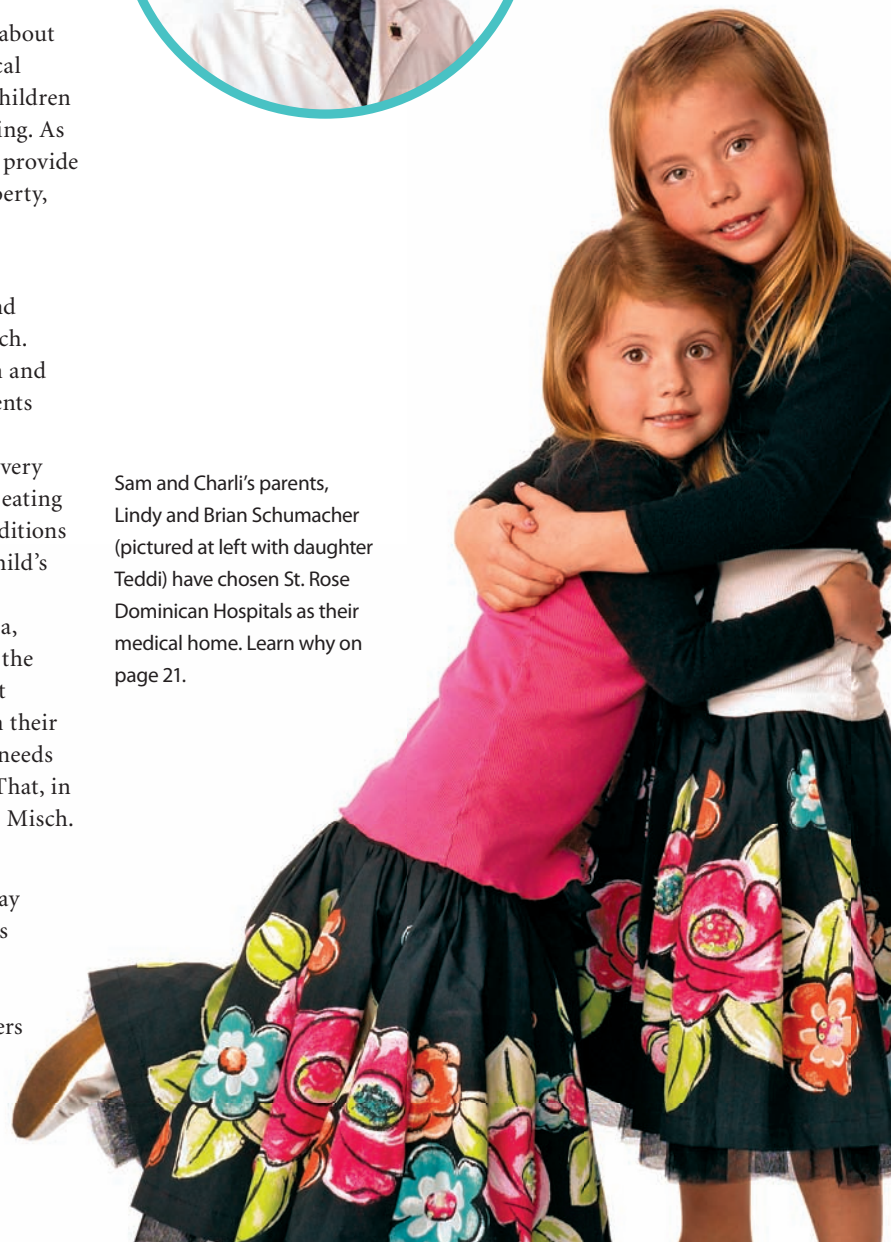 about
cal
hildren
ing. As
provide
perty,
nd
ch.
n and
ents
very
eating
ditions
hild's
a,
the
t
n their
needs
That, in
Misch.
ay
s
ers
Sam and Charli’s parents,
Lindy and Brian Schumacher
(pictured at left with daughter
Teddi) have chosen St. Rose
Dominican Hospitals as their
medical home. Learn why on
page 21.